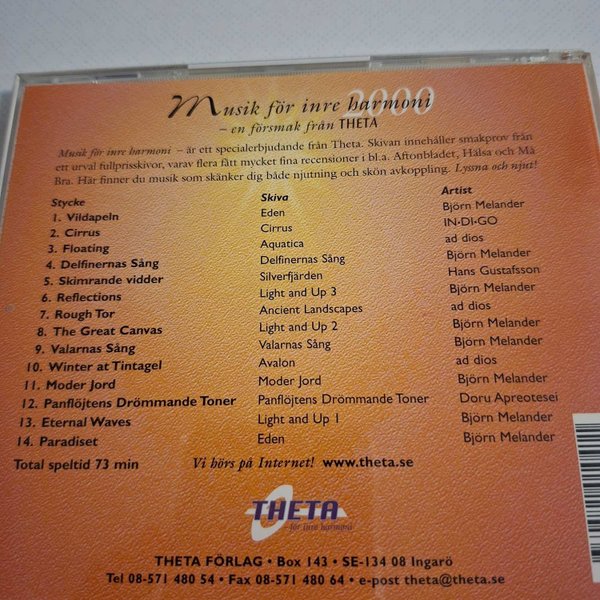 Musik för inre harmoni 2000
– en försmak från THETA
Musik för inre harmoni – är ett specialerbjudande från Theta. Skivan innehåller smakprov från
ett urval fullprisskivor, varav flera fått mycket fina recensioner i bl.a. Aftonbladet, Hälsa och Må
Bra. Här finner du musik som skänker dig både njutning och skön avkoppling. Lyssna och njut!
Stycke Skiva Artist
1. Vildapeln Eden Björn Melander
2. Cirrus Cirrus IN·DI·GO
3. Floating Aquatica ad dios
4. Delfinernas Sång Delfinernas Sång Björn Melander
5. Skimrande vidder Silverfjärden Hans Gustafsson
6. Reflections Light and Up 3 Björn Melander
7. Rough Tor Ancient Landscapes ad dios
8. The Great Canvas Light and Up 2 Björn Melander
9. Valarnas Sång Valarnas Sång Björn Melander
10. Winter at Tintagel Avalon ad dios
11. Moder Jord Moder Jord Björn Melander
12. Panflöjtens Drömmande Toner Panflöjtens Drömmande Toner Doru Apreotesei
13. Eternal Waves Light and Up 1 Björn Melander
14. Paradiset Eden Björn Melander
Total speltid 73 min Vi hörs på Internet! www.theta.se
THETA
–för inre harmoni
THETA FÖRLAG • Box 143 • SE-134 08 Ingarö
Tel 08-571 480 54 • Fax 08-571 480 64 • e-post theta@theta.se